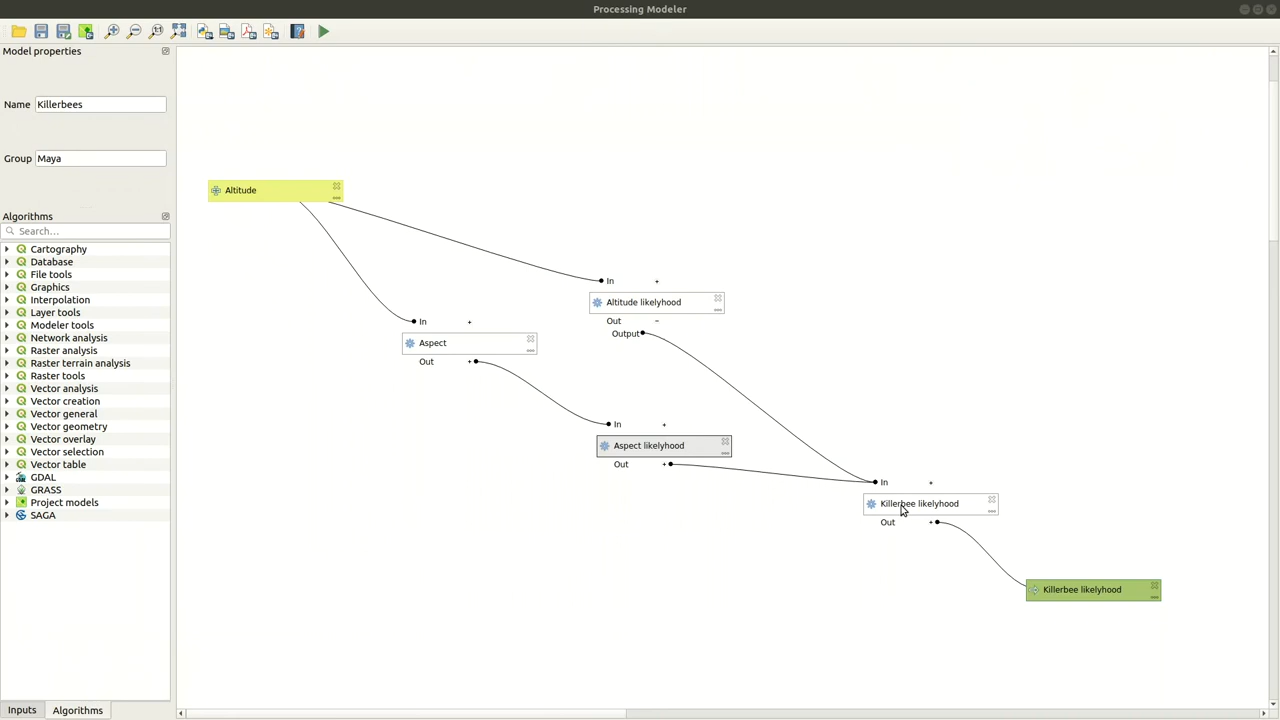 Processing Modeler
Model properties
Name Killerbees
Group Maya
Algorithms
Search…
Cartography
Database
File tools
Graphics
Interpolation
Layer tools
Modeler tools
Network analysis
Raster analysis
Raster terrain analysis
Raster tools
Vector analysis
Vector creation
Vector general
Vector geometry
Vector overlay
Vector selection
Vector table
GDAL
GRASS
Project models
SAGA
Inputs Algorithms
Altitude
In +
Altitude likelyhood
Out −
Output
In +
Aspect
Out +
In +
Aspect likelyhood
Out +
In +
Killerbee likelyhood
Out +
Killerbee likelyhood